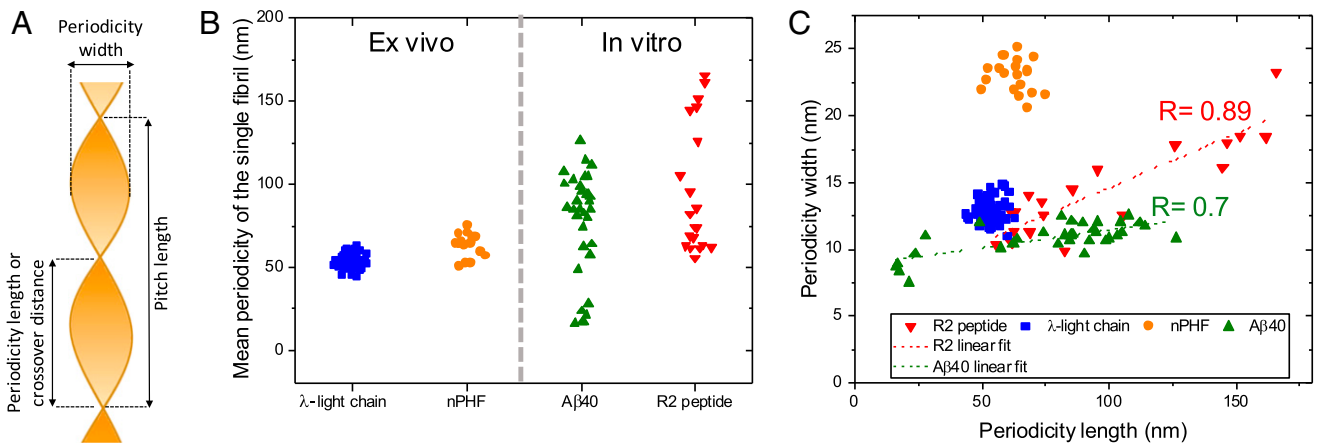 A
Periodicity
width
Pitch length
Periodicity length or
crossover distance
B
Mean periodicity of the single fibril (nm)
200
150
100
50
0
Ex vivo
In vitro
λ-light chain
nPHF
Aβ40
R2 peptide
C
Periodicity width (nm)
25
20
15
10
5
0
R= 0.89
R= 0.7
R2 peptide
λ-light chain
nPHF
Aβ40
R2 linear fit
Aβ40 linear fit
0
50
100
150
Periodicity length (nm)